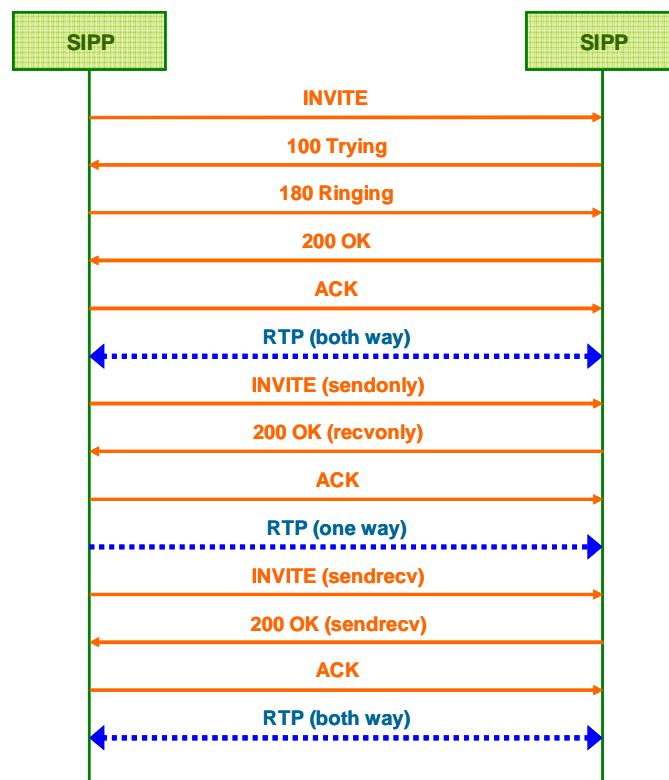 SIPP
SIPP
INVITE
100 Trying
180 Ringing
200 OK
ACK
RTP (both way)
INVITE (sendonly)
200 OK (recvonly)
ACK
RTP (one way)
INVITE (sendrecv)
200 OK (sendrecv)
ACK
RTP (both way)